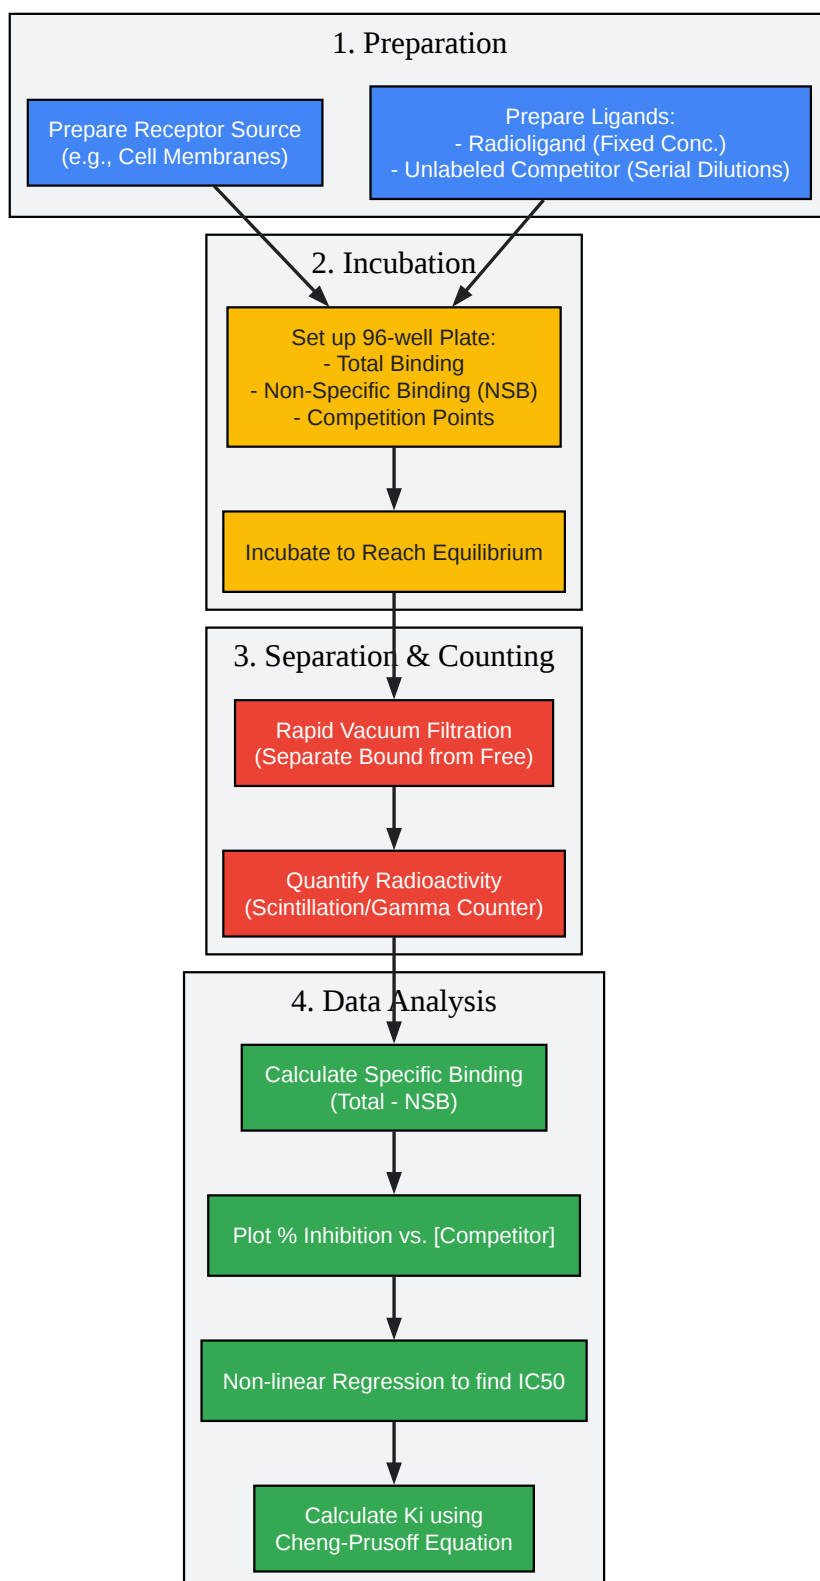 1. Preparation
Prepare Receptor Source
(e.g., Cell Membranes)
Prepare Ligands:
- Radioligand (Fixed Conc.)
- Unlabeled Competitor (Serial Dilutions)
2. Incubation
Set up 96-well Plate:
- Total Binding
- Non-Specific Binding (NSB)
- Competition Points
Incubate to Reach Equilibrium
3. Separation & Counting
Rapid Vacuum Filtration
(Separate Bound from Free)
Quantify Radioactivity
(Scintillation/Gamma Counter)
4. Data Analysis
Calculate Specific Binding
(Total - NSB)
Plot % Inhibition vs. [Competitor]
Non-linear Regression to find IC50
Calculate Ki using
Cheng-Prusoff Equation